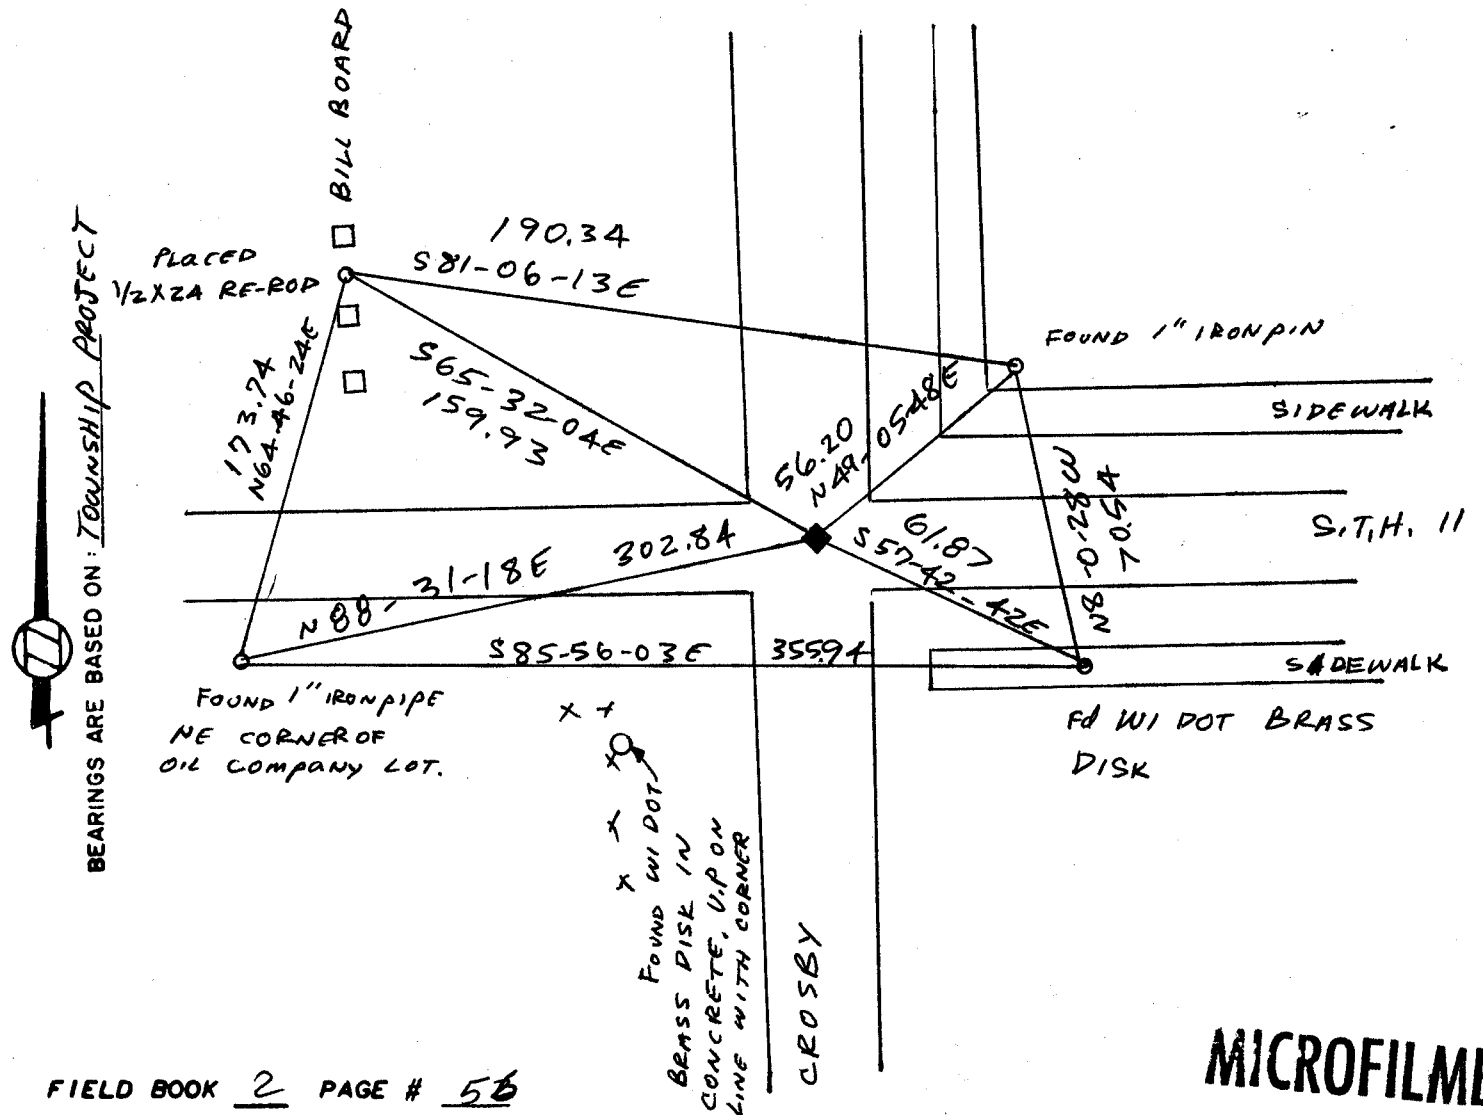 BILL BOARD
PLACED
1/2X24 RE-ROD
190.34
S81-06-13E
FOUND 1" IRONPIN
173.74
N64-46-24E
S65-32-04E
159.93
56.20
N49-05-48E
SIDEWALK
N8-0-28W
70.54
S.T.H. 11
61.87
S57-42-42E
302.84
N88-31-18E
S85-56-03E 355.94
SIDEWALK
FOUND 1" IRONPIPE
NE CORNER OF
OIL COMPANY LOT.
Fd WI DOT BRASS
DISK
FOUND WI DOT
BRASS DISK IN
CONCRETE, U.P ON
LINE WITH CORNER
CROSBY
BEARINGS ARE BASED ON: TOWNSHIP PROJECT
FIELD BOOK 2 PAGE #
MICROFILME